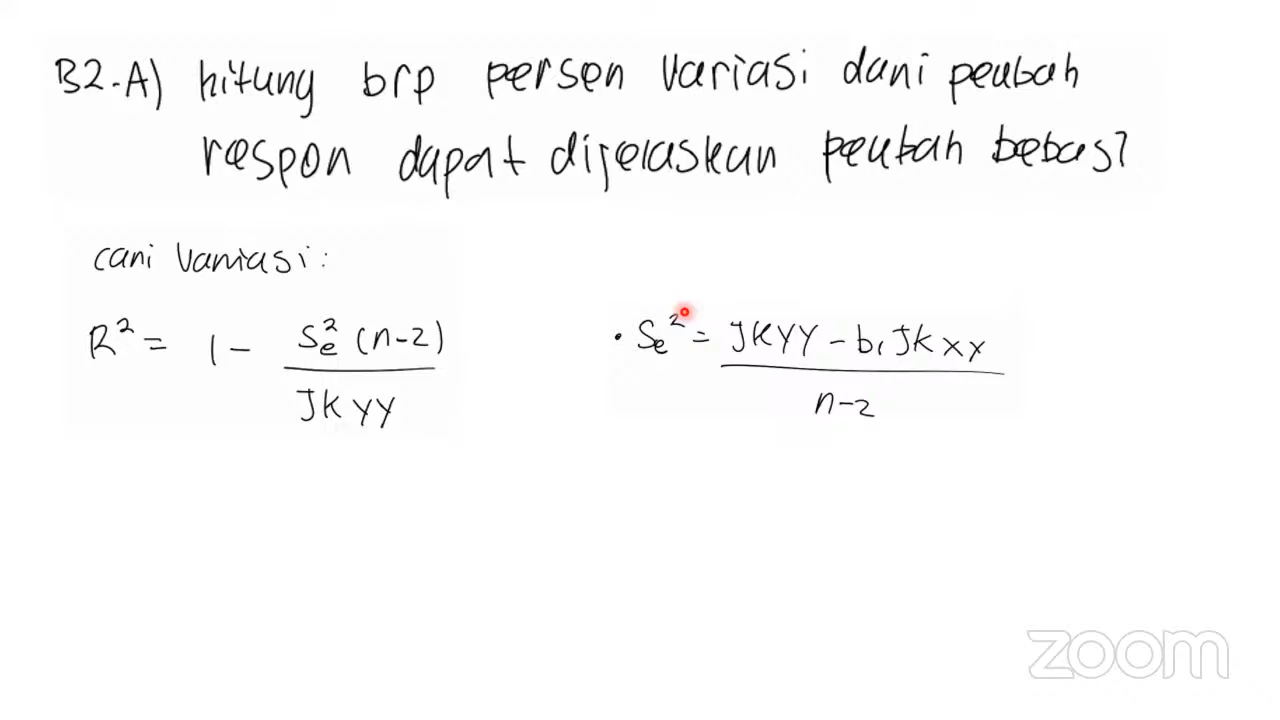 B2.A) hitung brp persen variasi dari peubah
respon dapat dijelaskan peubah bebas?
cari variasi:
R² = 1 - Se² (n-2) / JKYY
• Se² = JKYY - b₁ JKXY / n-2
zoom